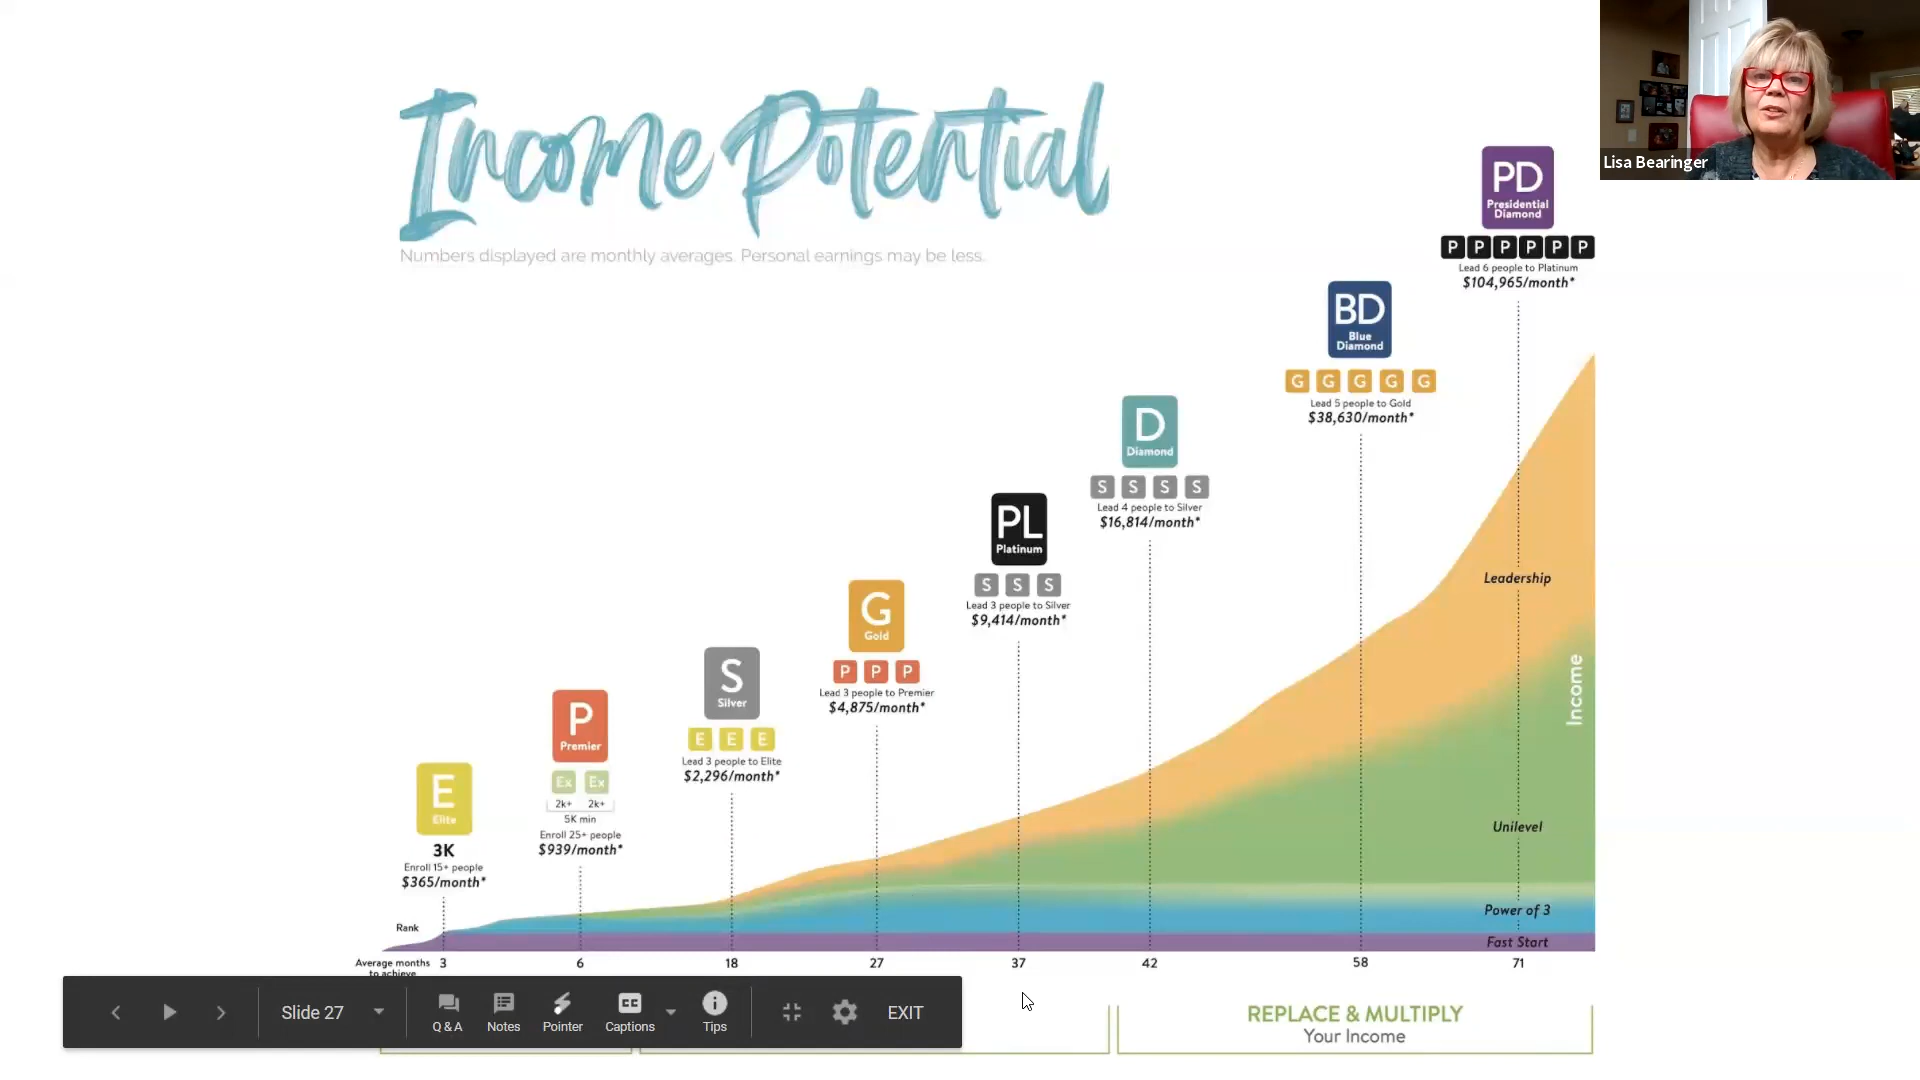 Income Potential
Numbers displayed are monthly averages. Personal earnings may be less.
Lisa Bearinger
PD
Presidential
Diamond
P P P P P P
Lead 6 people to Platinum
$104,965/month*
BD
Blue
Diamond
G G G G G
Lead 5 people to Gold
$38,630/month*
D
Diamond
S S S S
Lead 4 people to Silver
$16,814/month*
PL
Platinum
S S S
Lead 3 people to Silver
$9,414/month*
G
Gold
P P P
Lead 3 people to Premier
$4,875/month*
S
Silver
E E E
Lead 3 people to Elite
$2,296/month*
P
Premier
Ex Ex
2k+ 2k+
5K min
Enroll 25+ people
$939/month*
E
Elite
3K
Enroll 15+ people
$365/month*
Leadership
Income
Unilevel
Power of 3
Fast Start
Rank
Average months
to achieve
3 6 18 27 37 42 58 71
Slide 27
Q & A
Notes
Pointer
CC
Captions
Tips
EXIT
REPLACE & MULTIPLY
Your Income